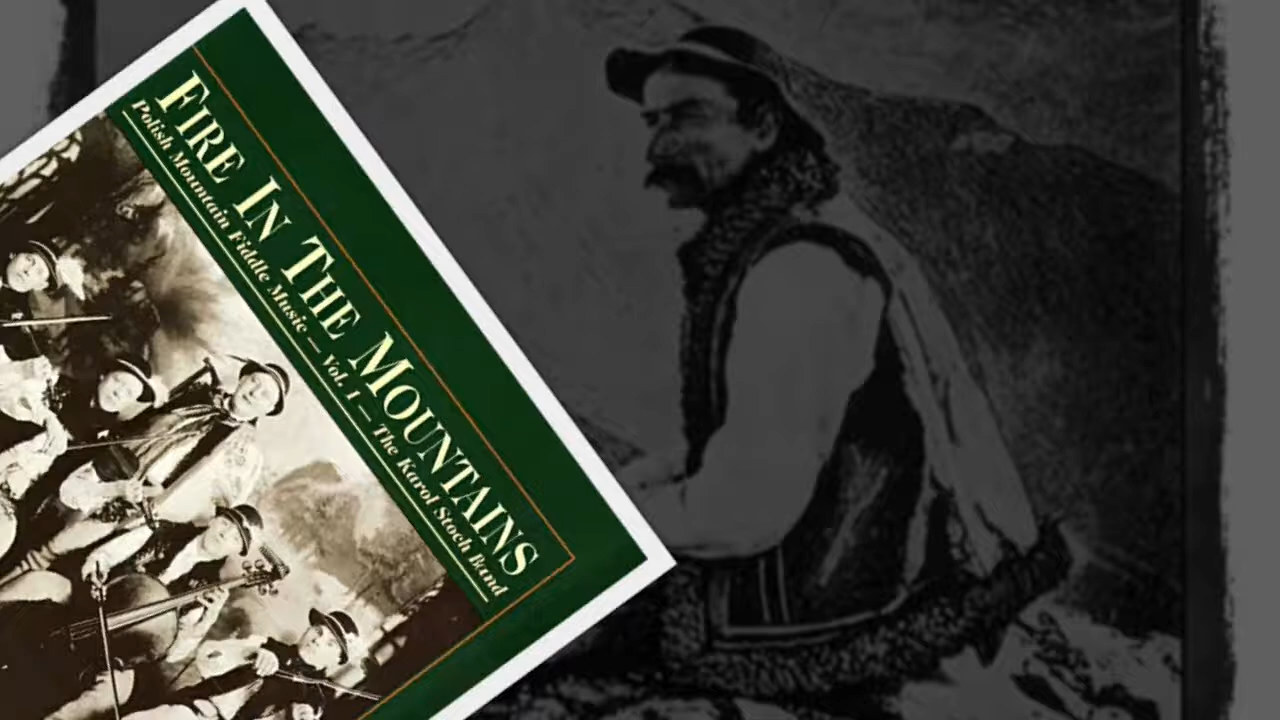 FIRE IN THE MOUNTAINS
Polish Mountain Fiddle Music — Vol. 1 — The Karol Stoch Band